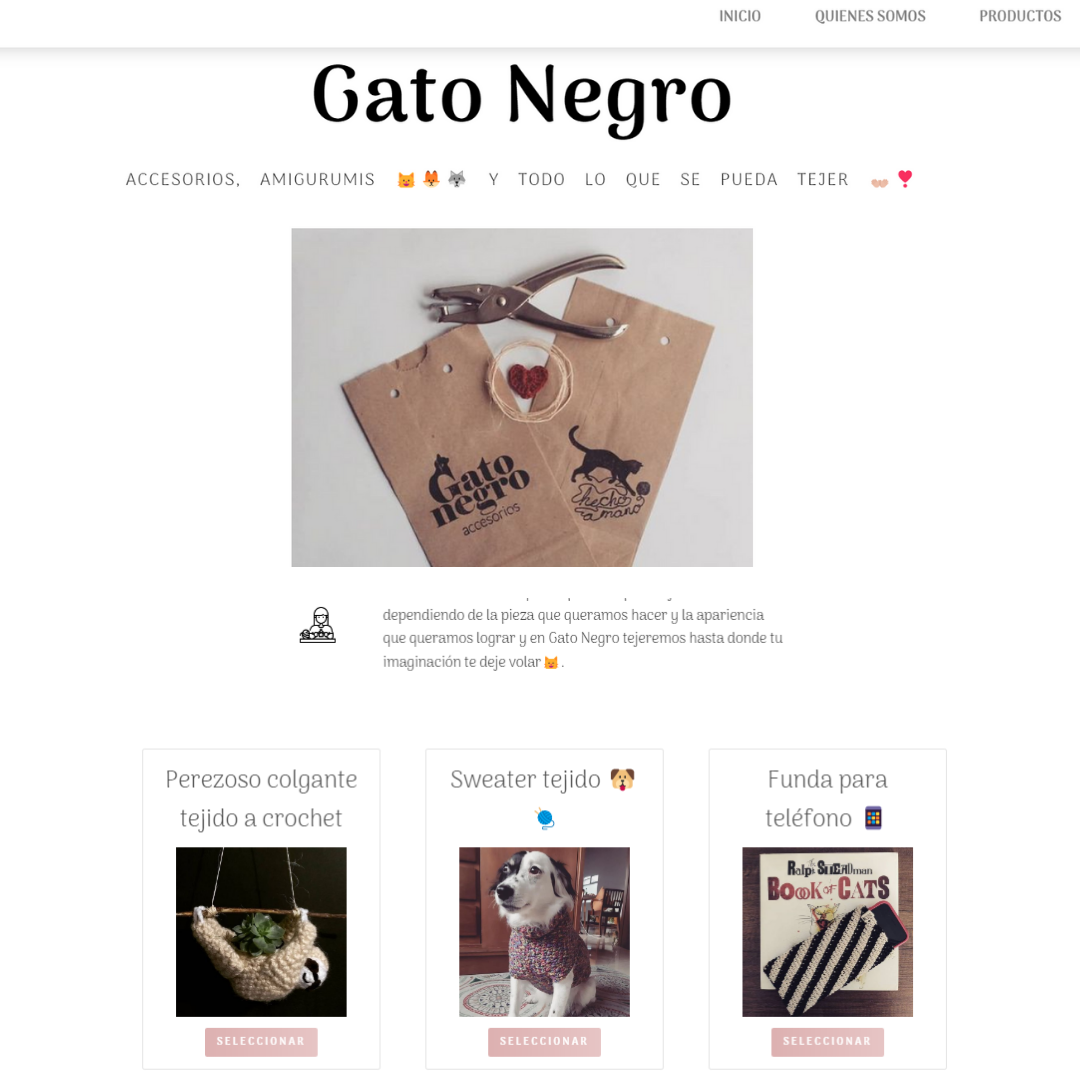 INICIO QUIENES SOMOS PRODUCTOS
Gato Negro
ACCESORIOS, AMIGURUMIS 😺 🦊 🐺 Y TODO LO QUE SE PUEDA TEJER
Gato
negro
accesorios
hecho
a mano
dependiendo de la pieza que queramos hacer y la apariencia
que queramos lograr y en Gato Negro tejeremos hasta donde tu
imaginación te deje volar 😺 .
Perezoso colgante
tejido a crochet
SELECCIONAR
Sweater tejido 🐶
🧶
SELECCIONAR
Funda para
teléfono 📱
Ralph STEADman
BOOK OF CATS
SELECCIONAR